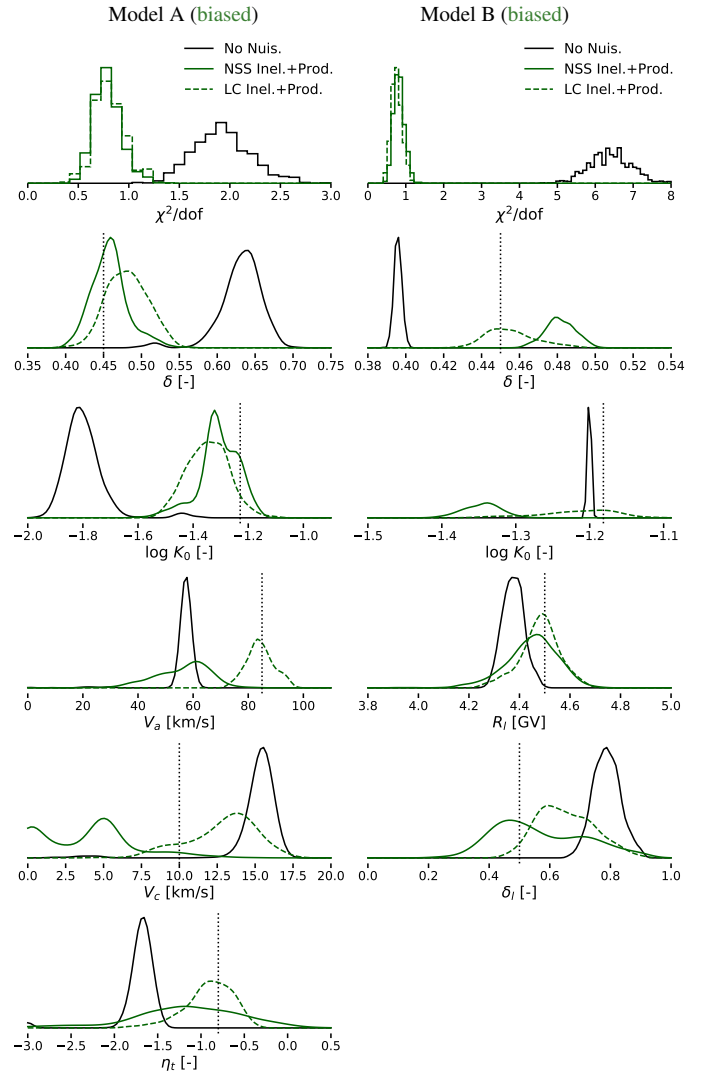 Model A (biased) Model B (biased)
No Nuis. No Nuis.
NSS Inel.+Prod. NSS Inel.+Prod.
LC Inel.+Prod. LC Inel.+Prod.
0.0 0.5 1.0 1.5 2.0 2.5 3.0 0 1 2 3 4 5 6 7 8
χ²/dof χ²/dof
0.35 0.40 0.45 0.50 0.55 0.60 0.65 0.70 0.75 0.38 0.40 0.42 0.44 0.46 0.48 0.50 0.52 0.54
δ [-] δ [-]
−2.0 −1.8 −1.6 −1.4 −1.2 −1.0 −1.5 −1.4 −1.3 −1.2 −1.1
log K₀ [-] log K₀ [-]
0 20 40 60 80 100 3.8 4.0 4.2 4.4 4.6 4.8 5.0
Vₐ [km/s] Rₗ [GV]
0.0 2.5 5.0 7.5 10.0 12.5 15.0 17.5 20.0 0.0 0.2 0.4 0.6 0.8 1.0
V_c [km/s] δₗ [-]
−3.0 −2.5 −2.0 −1.5 −1.0 −0.5 0.0 0.5
ηₜ [-]